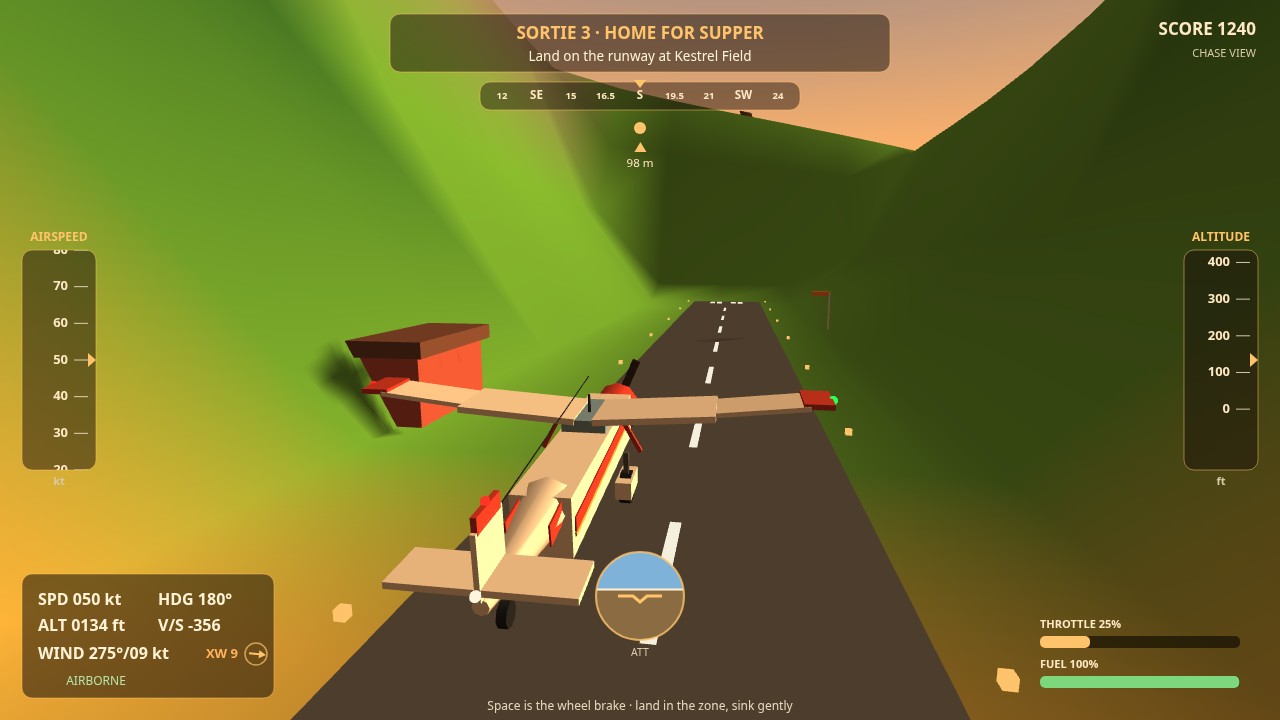 SORTIE 3 · HOME FOR SUPPER
Land on the runway at Kestrel Field
SCORE 1240
CHASE VIEW
12 SE 15 16.5 S 19.5 21 SW 24
98 m
AIRSPEED
80
70
60
50
40
30
20
kt
ALTITUDE
400
300
200
100
0
ft
SPD 050 kt HDG 180°
ALT 0134 ft V/S -356
WIND 275°/09 kt XW 9
AIRBORNE
ATT
THROTTLE 25%
FUEL 100%
Space is the wheel brake · land in the zone, sink gently